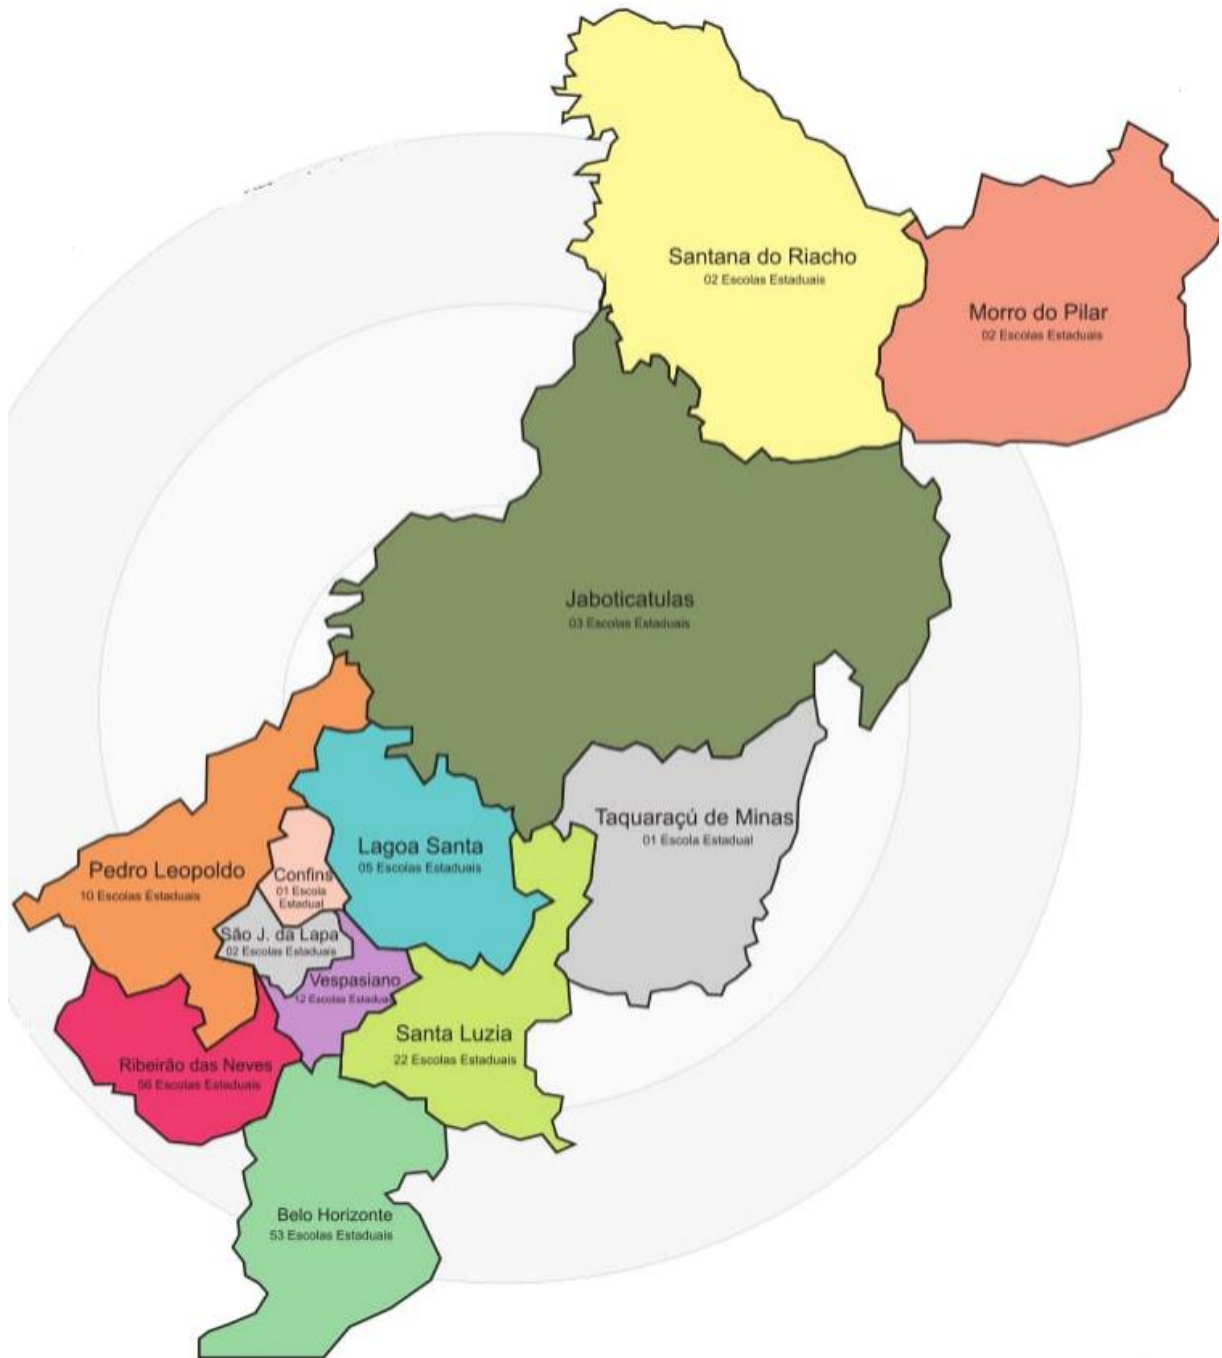 Santana do Riacho
02 Escolas Estaduais
Morro do Pilar
02 Escolas Estaduais
Jaboticatulas
03 Escolas Estaduais
Taquaraçú de Minas
01 Escola Estadual
Lagoa Santa
05 Escolas Estaduais
Pedro Leopoldo
10 Escolas Estaduais
Confins
01 Escola
Estadual
São J. da Lapa
02 Escolas Estaduais
Vespasiano
12 Escolas Estaduai
Santa Luzia
22 Escolas Estaduais
Ribeirão das Neves
56 Escolas Estaduais
Belo Horizonte
53 Escolas Estaduais